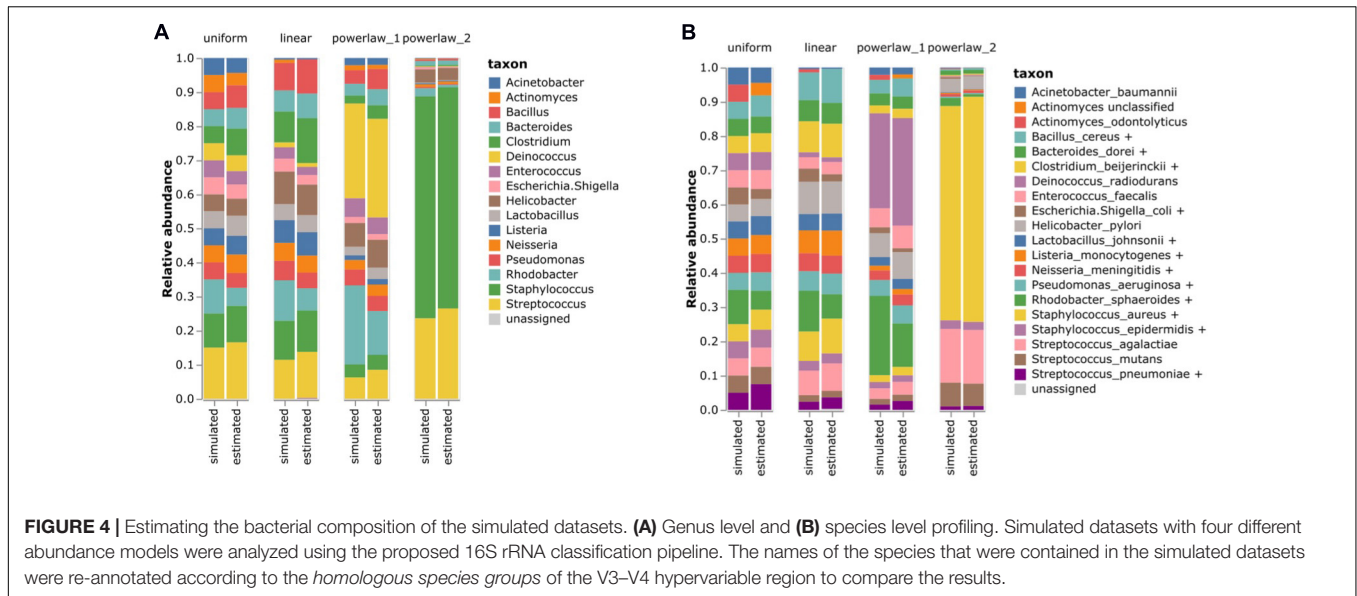 A
uniform linear powerlaw_1 powerlaw_2
Relative abundance
1.0
0.9
0.8
0.7
0.6
0.5
0.4
0.3
0.2
0.1
0.0
simulated
estimated
simulated
estimated
simulated
estimated
simulated
estimated
taxon
Acinetobacter
Actinomyces
Bacillus
Bacteroides
Clostridium
Deinococcus
Enterococcus
Escherichia.Shigella
Helicobacter
Lactobacillus
Listeria
Neisseria
Pseudomonas
Rhodobacter
Staphylococcus
Streptococcus
unassigned
B
uniform linear powerlaw_1 powerlaw_2
Relative abundance
1.0
0.9
0.8
0.7
0.6
0.5
0.4
0.3
0.2
0.1
0.0
simulated
estimated
simulated
estimated
simulated
estimated
simulated
estimated
taxon
Acinetobacter_baumannii
Actinomyces unclassified
Actinomyces_odontolyticus
Bacillus_cereus +
Bacteroides_dorei +
Clostridium_beijerinckii +
Deinococcus_radiodurans
Enterococcus_faecalis
Escherichia.Shigella_coli +
Helicobacter_pylori
Lactobacillus_johnsonii +
Listeria_monocytogenes +
Neisseria_meningitidis +
Pseudomonas_aeruginosa +
Rhodobacter_sphaeroides +
Staphylococcus_aureus +
Staphylococcus_epidermidis +
Streptococcus_agalactiae
Streptococcus_mutans
Streptococcus_pneumoniae +
unassigned
FIGURE 4 | Estimating the bacterial composition of the simulated datasets. (A) Genus level and (B) species level profiling. Simulated datasets with four different
abundance models were analyzed using the proposed 16S rRNA classification pipeline. The names of the species that were contained in the simulated datasets
were re-annotated according to the homologous species groups of the V3–V4 hypervariable region to compare the results.